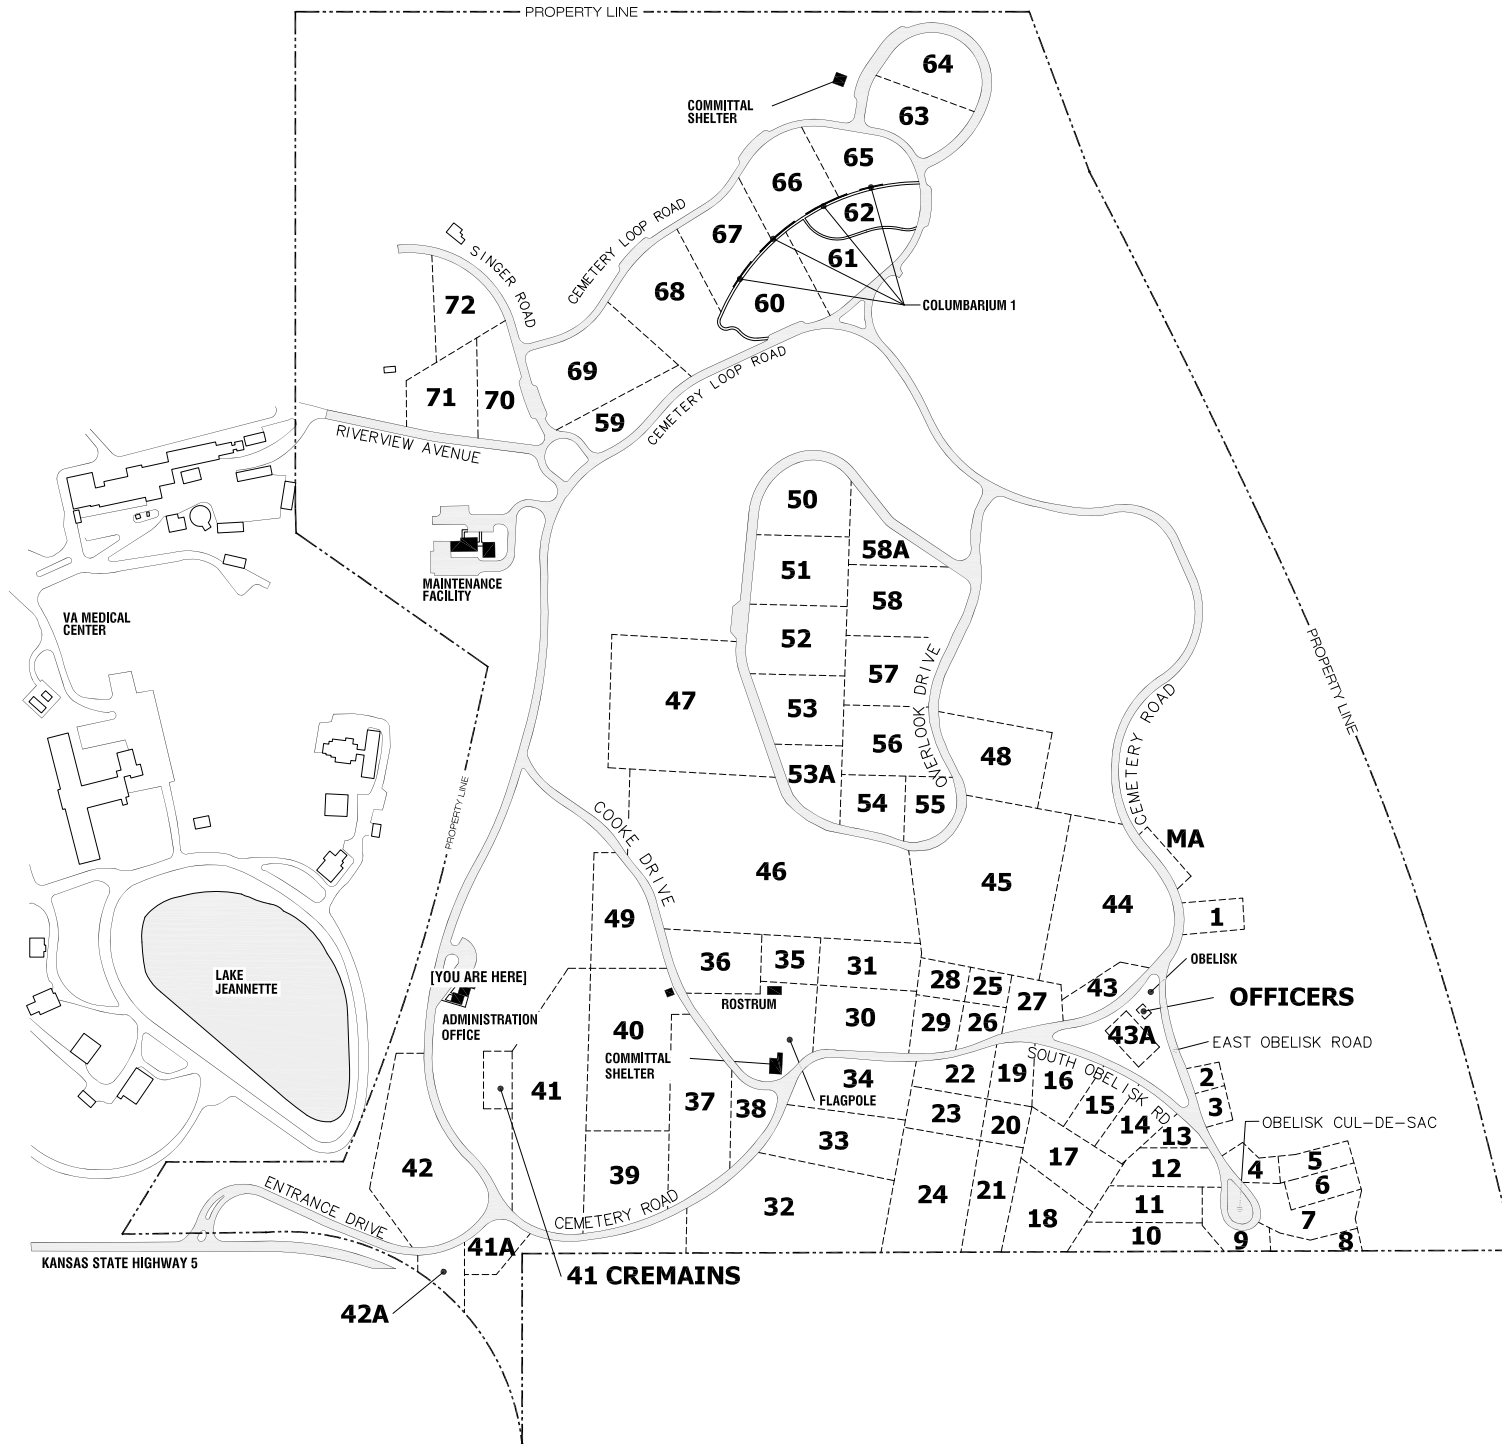 PROPERTY LINE
64
COMMITTAL
SHELTER
63
65
66
62
67
61
SINGER ROAD
CEMETERY LOOP ROAD
68
60
COLUMBARIUM 1
72
69
CEMETERY LOOP ROAD
71
70
59
RIVERVIEW AVENUE
50
58A
51
MAINTENANCE
FACILITY
58
VA MEDICAL
CENTER
52
57
PROPERTY LINE
47
OVERLOOK DRIVE
53
CEMETERY ROAD
56
48
53A
54
55
PROPERTY LINE
COOKE DRIVE
MA
46
45
44
49
1
36
35
31
OBELISK
LAKE
JEANNETTE
[YOU ARE HERE]
28
25
43
27
OFFICERS
ROSTRUM
ADMINISTRATION
OFFICE
40
30
29
26
43A
EAST OBELISK ROAD
COMMITTAL
SHELTER
SOUTH OBELISK RD
34
22
19
16
2
41
37
38
FLAGPOLE
23
15
3
20
14
33
13
OBELISK CUL-DE-SAC
42
39
17
12
4
5
24
21
6
ENTRANCE DRIVE
CEMETERY ROAD
32
18
11
7
41A
10
9
8
KANSAS STATE HIGHWAY 5
41 CREMAINS
42A